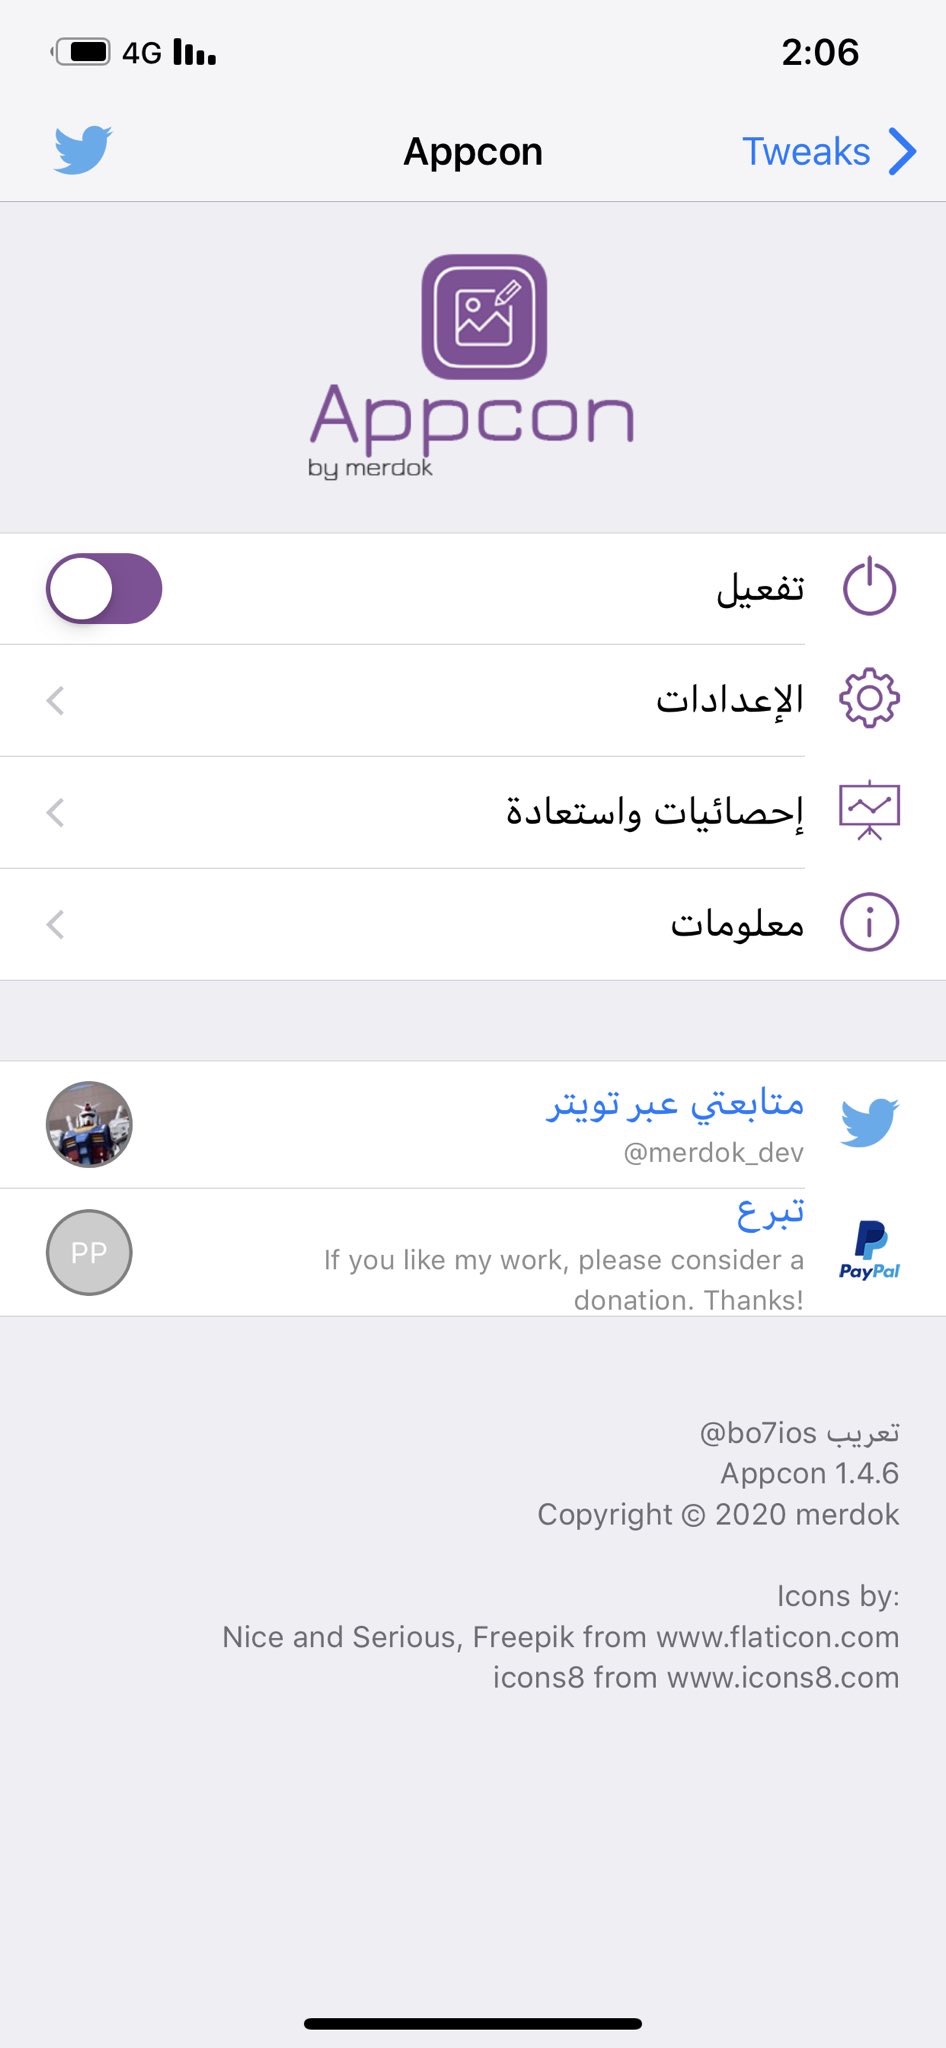 4G
2:06
Appcon
Tweaks
Appcon
by merdok
تفعيل
الإعدادات
إحصائيات واستعادة
معلومات
متابعتي عبر تويتر
@merdok_dev
تبرع
If you like my work, please consider a
donation. Thanks!
PP
PayPal
تعريب @bo7ios
Appcon 1.4.6
Copyright © 2020 merdok
Icons by:
Nice and Serious, Freepik from www.flaticon.com
icons8 from www.icons8.com